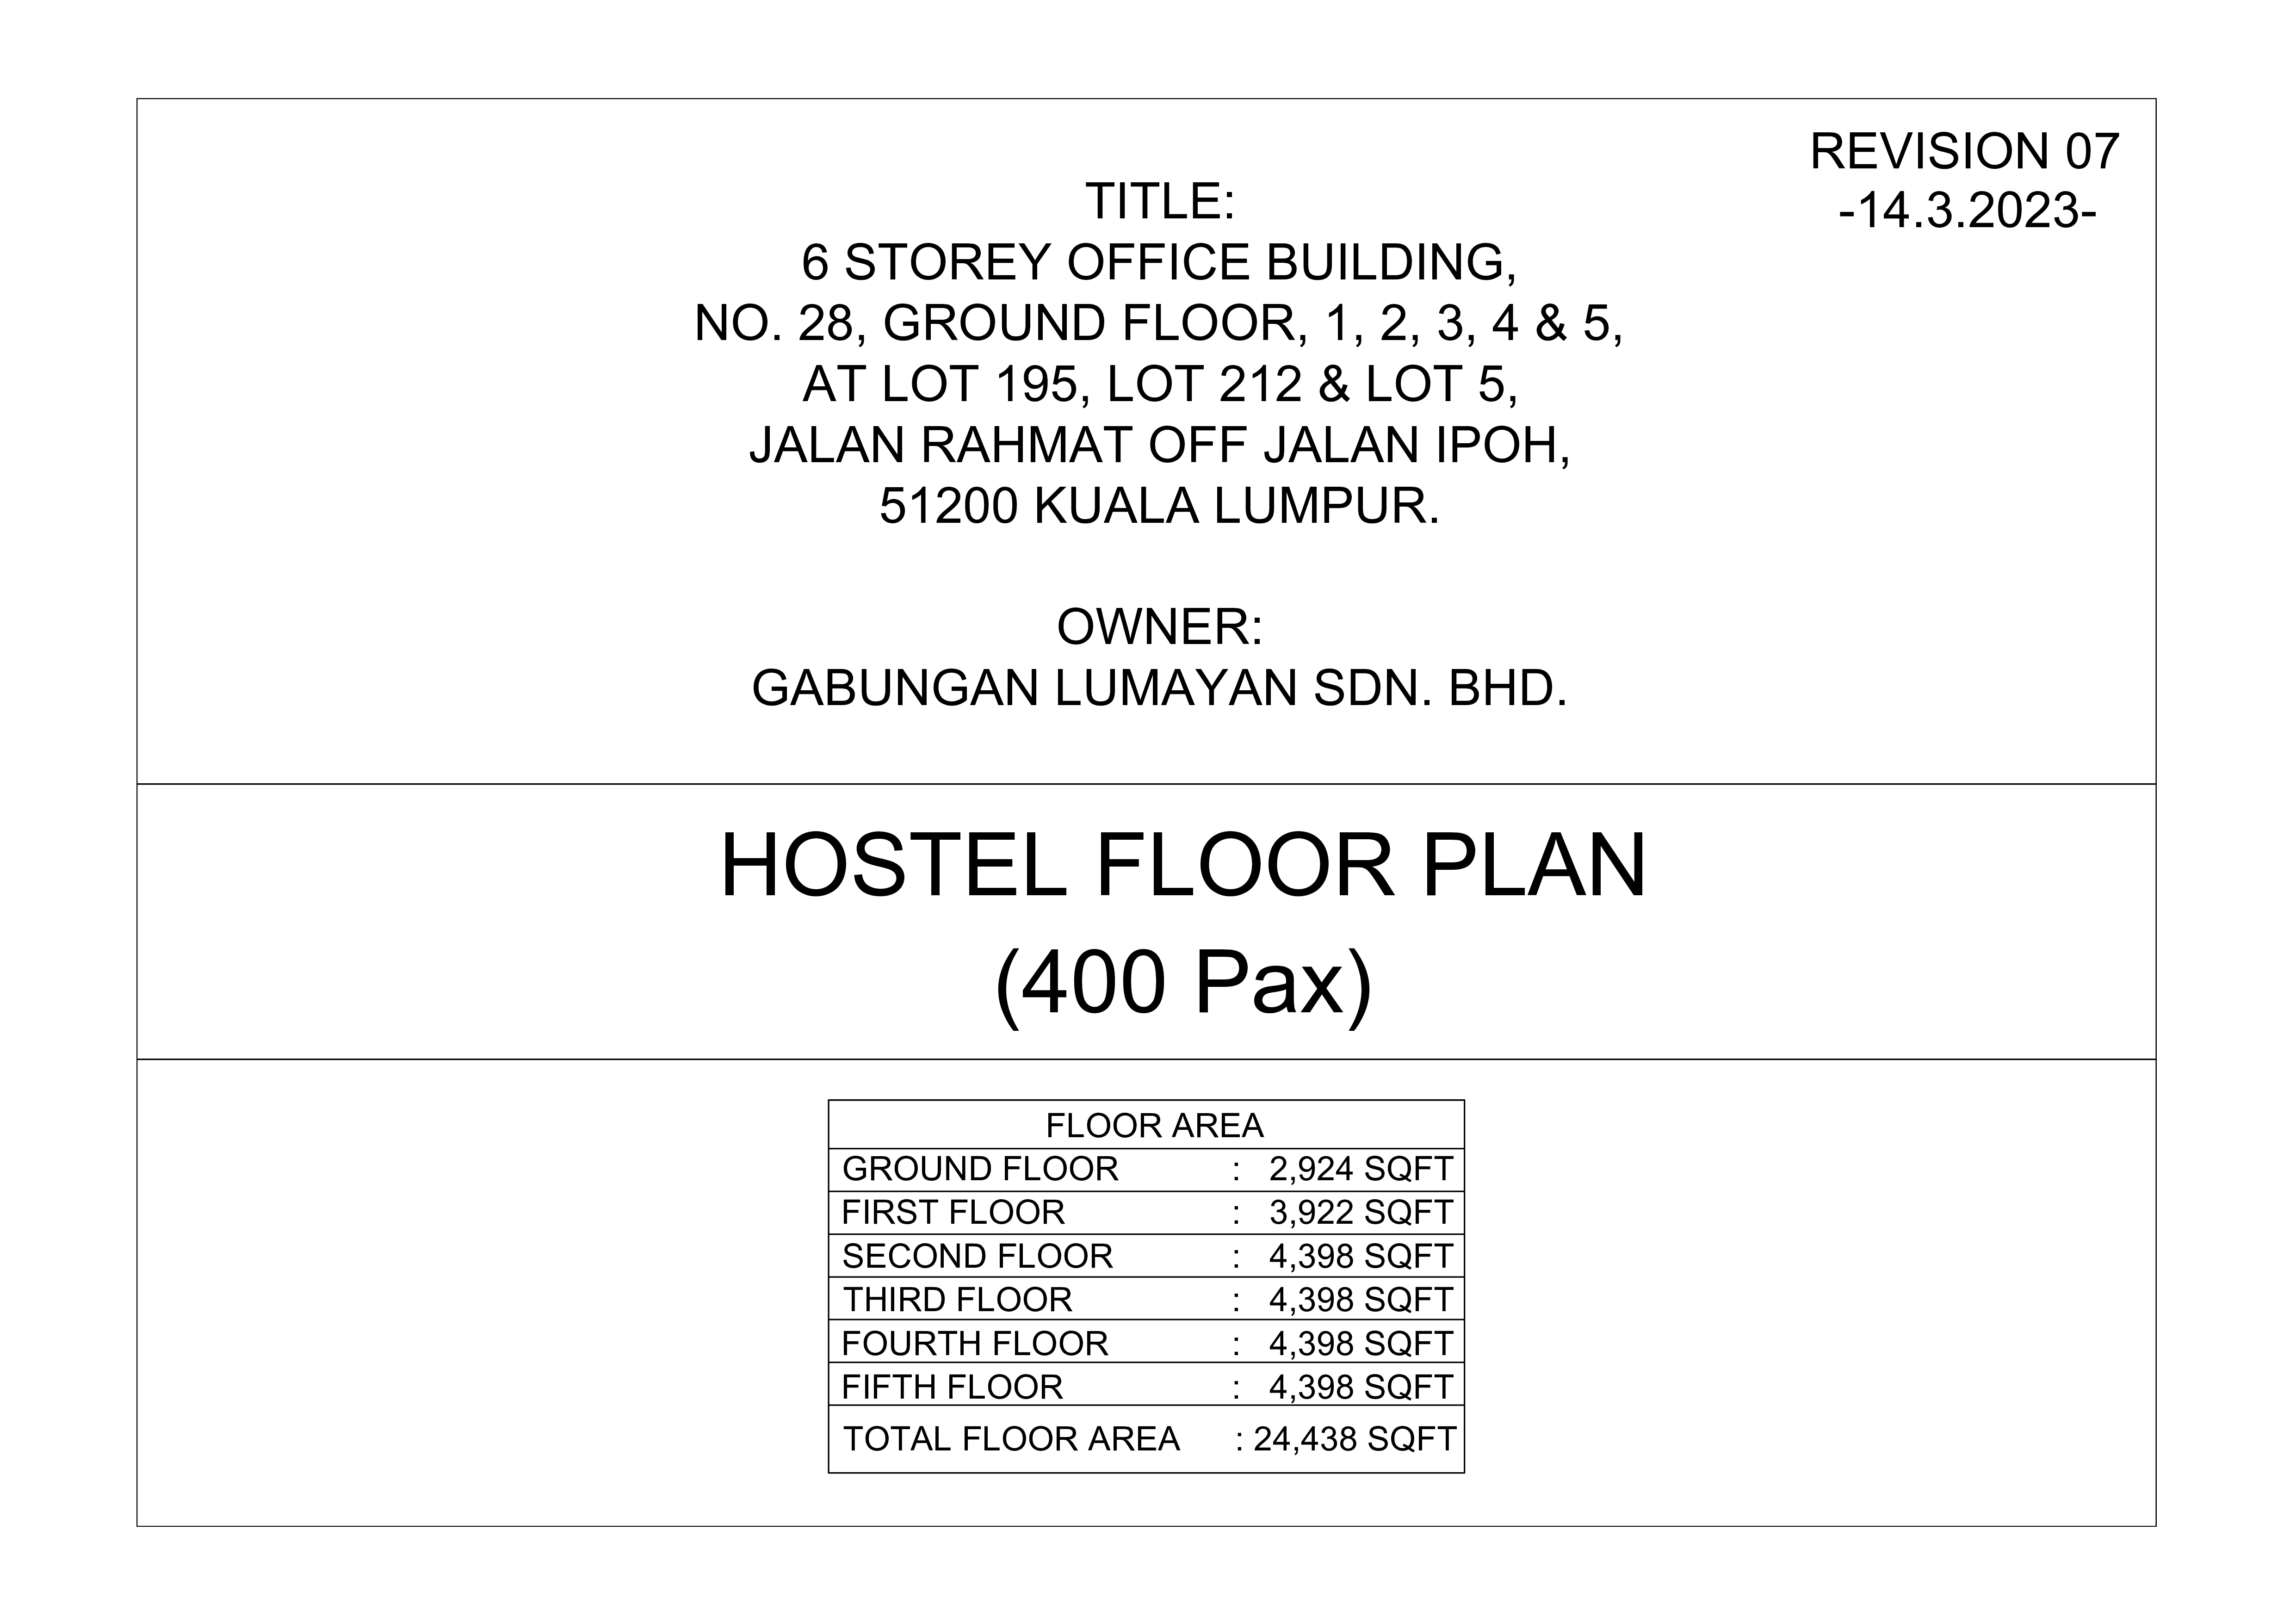 REVISION 07
-14.3.2023-
TITLE:
6 STOREY OFFICE BUILDING,
NO. 28, GROUND FLOOR, 1, 2, 3, 4 & 5,
AT LOT 195, LOT 212 & LOT 5,
JALAN RAHMAT OFF JALAN IPOH,
51200 KUALA LUMPUR.
OWNER:
GABUNGAN LUMAYAN SDN. BHD.
HOSTEL FLOOR PLAN
(400 Pax)
FLOOR AREA
GROUND FLOOR : 2,924 SQFT
FIRST FLOOR : 3,922 SQFT
SECOND FLOOR : 4,398 SQFT
THIRD FLOOR : 4,398 SQFT
FOURTH FLOOR : 4,398 SQFT
FIFTH FLOOR : 4,398 SQFT
TOTAL FLOOR AREA : 24,438 SQFT